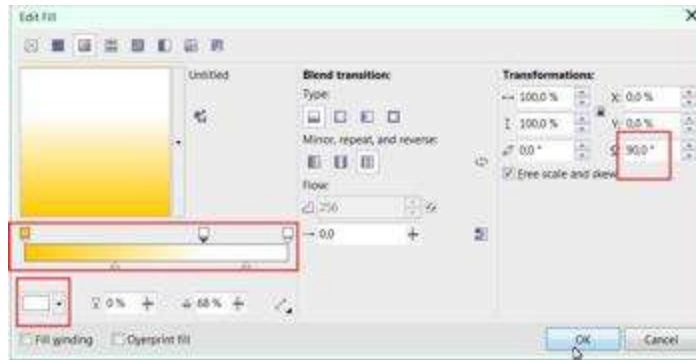 Edit Fill
Untitled
Blend transition:
Type:
Mirror, repeat, and reverse:
Flow:
256
0,0
Transformations:
100,0 %
X: 0,0 %
100,0 %
Y: 0,0 %
0,0 °
90,0 °
Free scale and skew
0 %
68 %
Fill winding
Overprint fill
OK
Cancel